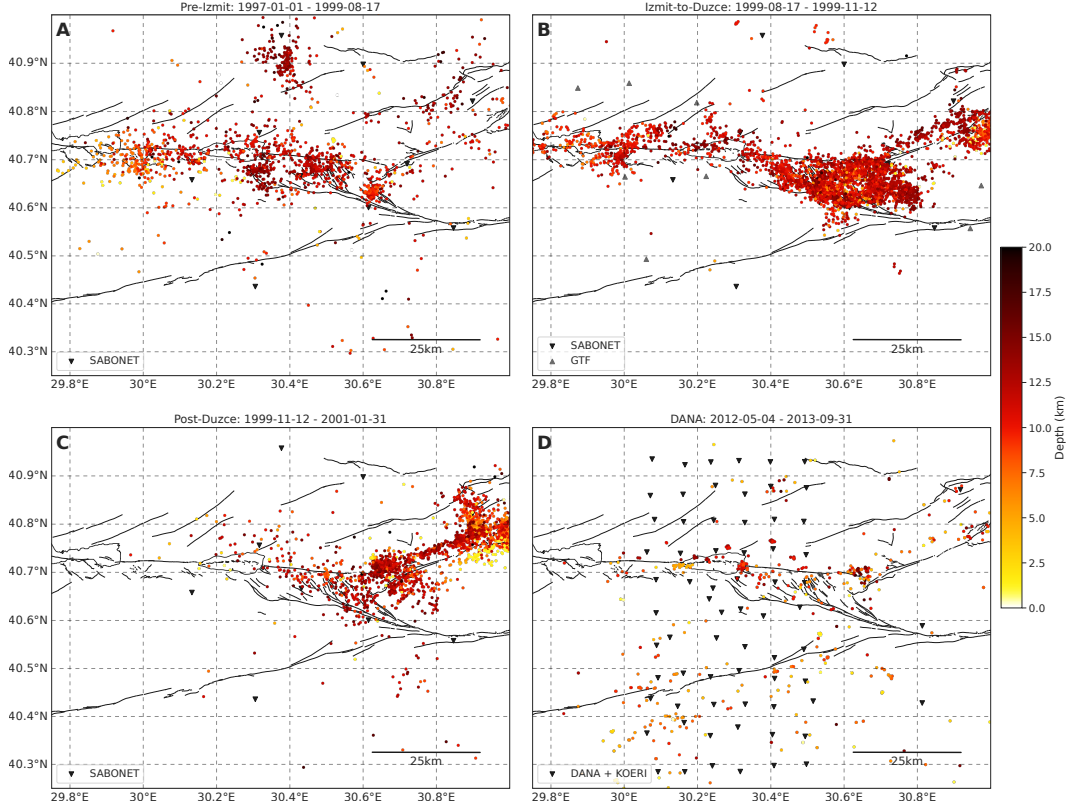 Pre-Izmit: 1997-01-01 - 1999-08-17
A
40.9°N
40.8°N
40.7°N
40.6°N
40.5°N
40.4°N
40.3°N
25km
SABONET
29.8°E
30°E
30.2°E
30.4°E
30.6°E
30.8°E
Izmit-to-Duzce: 1999-08-17 - 1999-11-12
B
25km
SABONET
GTF
29.8°E
30°E
30.2°E
30.4°E
30.6°E
30.8°E
Post-Duzce: 1999-11-12 - 2001-01-31
C
40.9°N
40.8°N
40.7°N
40.6°N
40.5°N
40.4°N
40.3°N
25km
SABONET
29.8°E
30°E
30.2°E
30.4°E
30.6°E
30.8°E
DANA: 2012-05-04 - 2013-09-31
D
25km
DANA + KOERI
29.8°E
30°E
30.2°E
30.4°E
30.6°E
30.8°E
20.0
17.5
15.0
12.5
10.0
7.5
5.0
2.5
0.0
Depth (km)